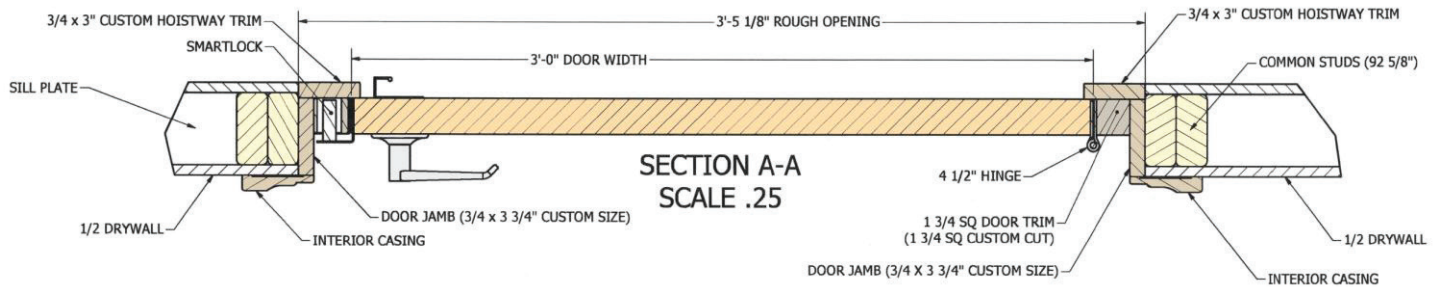 3/4 x 3" CUSTOM HOISTWAY TRIM
3'-5 1/8" ROUGH OPENING
3/4 x 3" CUSTOM HOISTWAY TRIM
SMARTLOCK
3'-0" DOOR WIDTH
COMMON STUDS (92 5/8")
SILL PLATE
SECTION A-A
SCALE .25
4 1/2" HINGE
DOOR JAMB (3/4 x 3 3/4" CUSTOM SIZE)
1 3/4 SQ DOOR TRIM
(1 3/4 SQ CUSTOM CUT)
1/2 DRYWALL
INTERIOR CASING
1/2 DRYWALL
DOOR JAMB (3/4 X 3 3/4" CUSTOM SIZE)
INTERIOR CASING